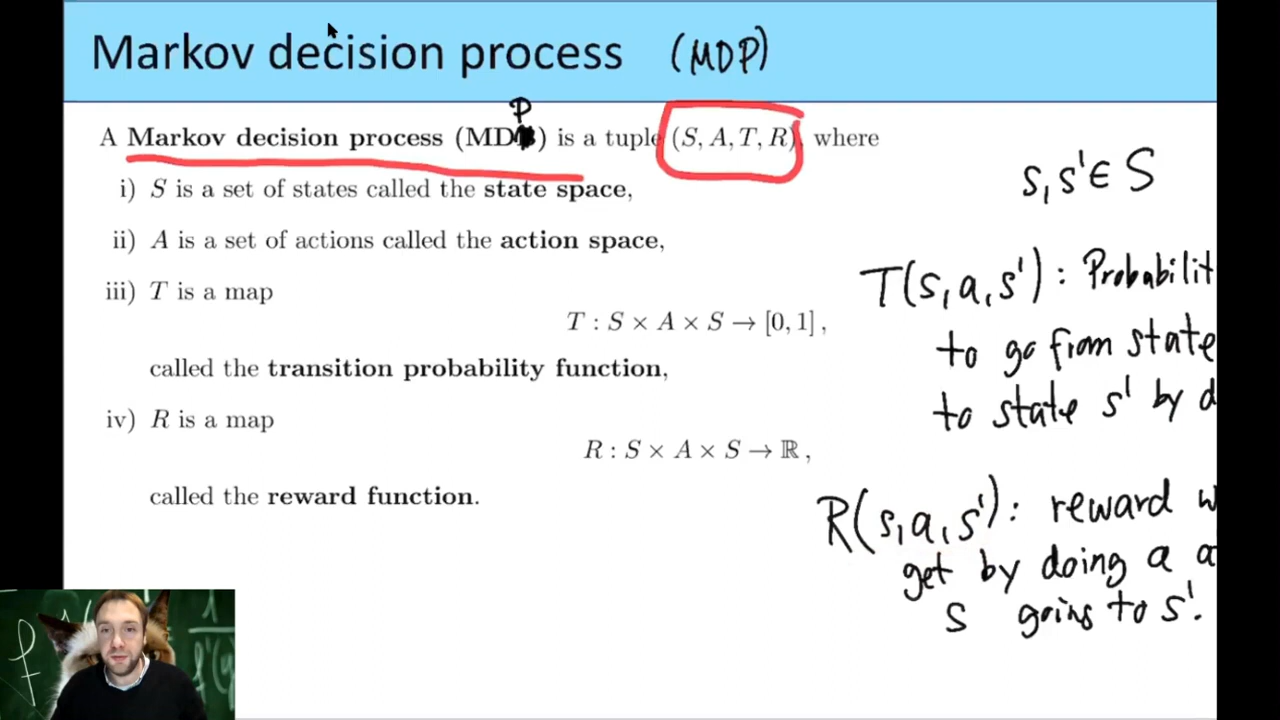 Markov decision process (MDP)
P
A Markov decision process (MD ) is a tuple (S, A, T, R), where
i) S is a set of states called the state space,
ii) A is a set of actions called the action space,
iii) T is a map
T : S × A × S → [0, 1] ,
called the transition probability function,
iv) R is a map
R : S × A × S → ℝ ,
called the reward function.
s, s' ∈ S
T(s, a, s') : Probabilit
to go from state
to state s' by d
R(s, a, s') : reward w
get by doing a a
s going to s'.
f